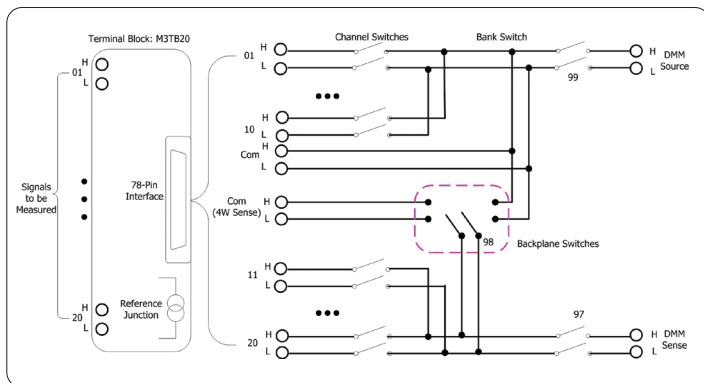 Terminal Block: M3TB20
H
01
L
Signals
to be
Measured
78-Pin
Interface
Reference
Junction
H
20
L
Channel Switches
Bank Switch
H
01
L
H
10
L
H
Com
L
H
Com
(4W Sense)
L
H
11
L
H
20
L
99
H DMM
L Source
98
Backplane Switches
97
H DMM
L Sense